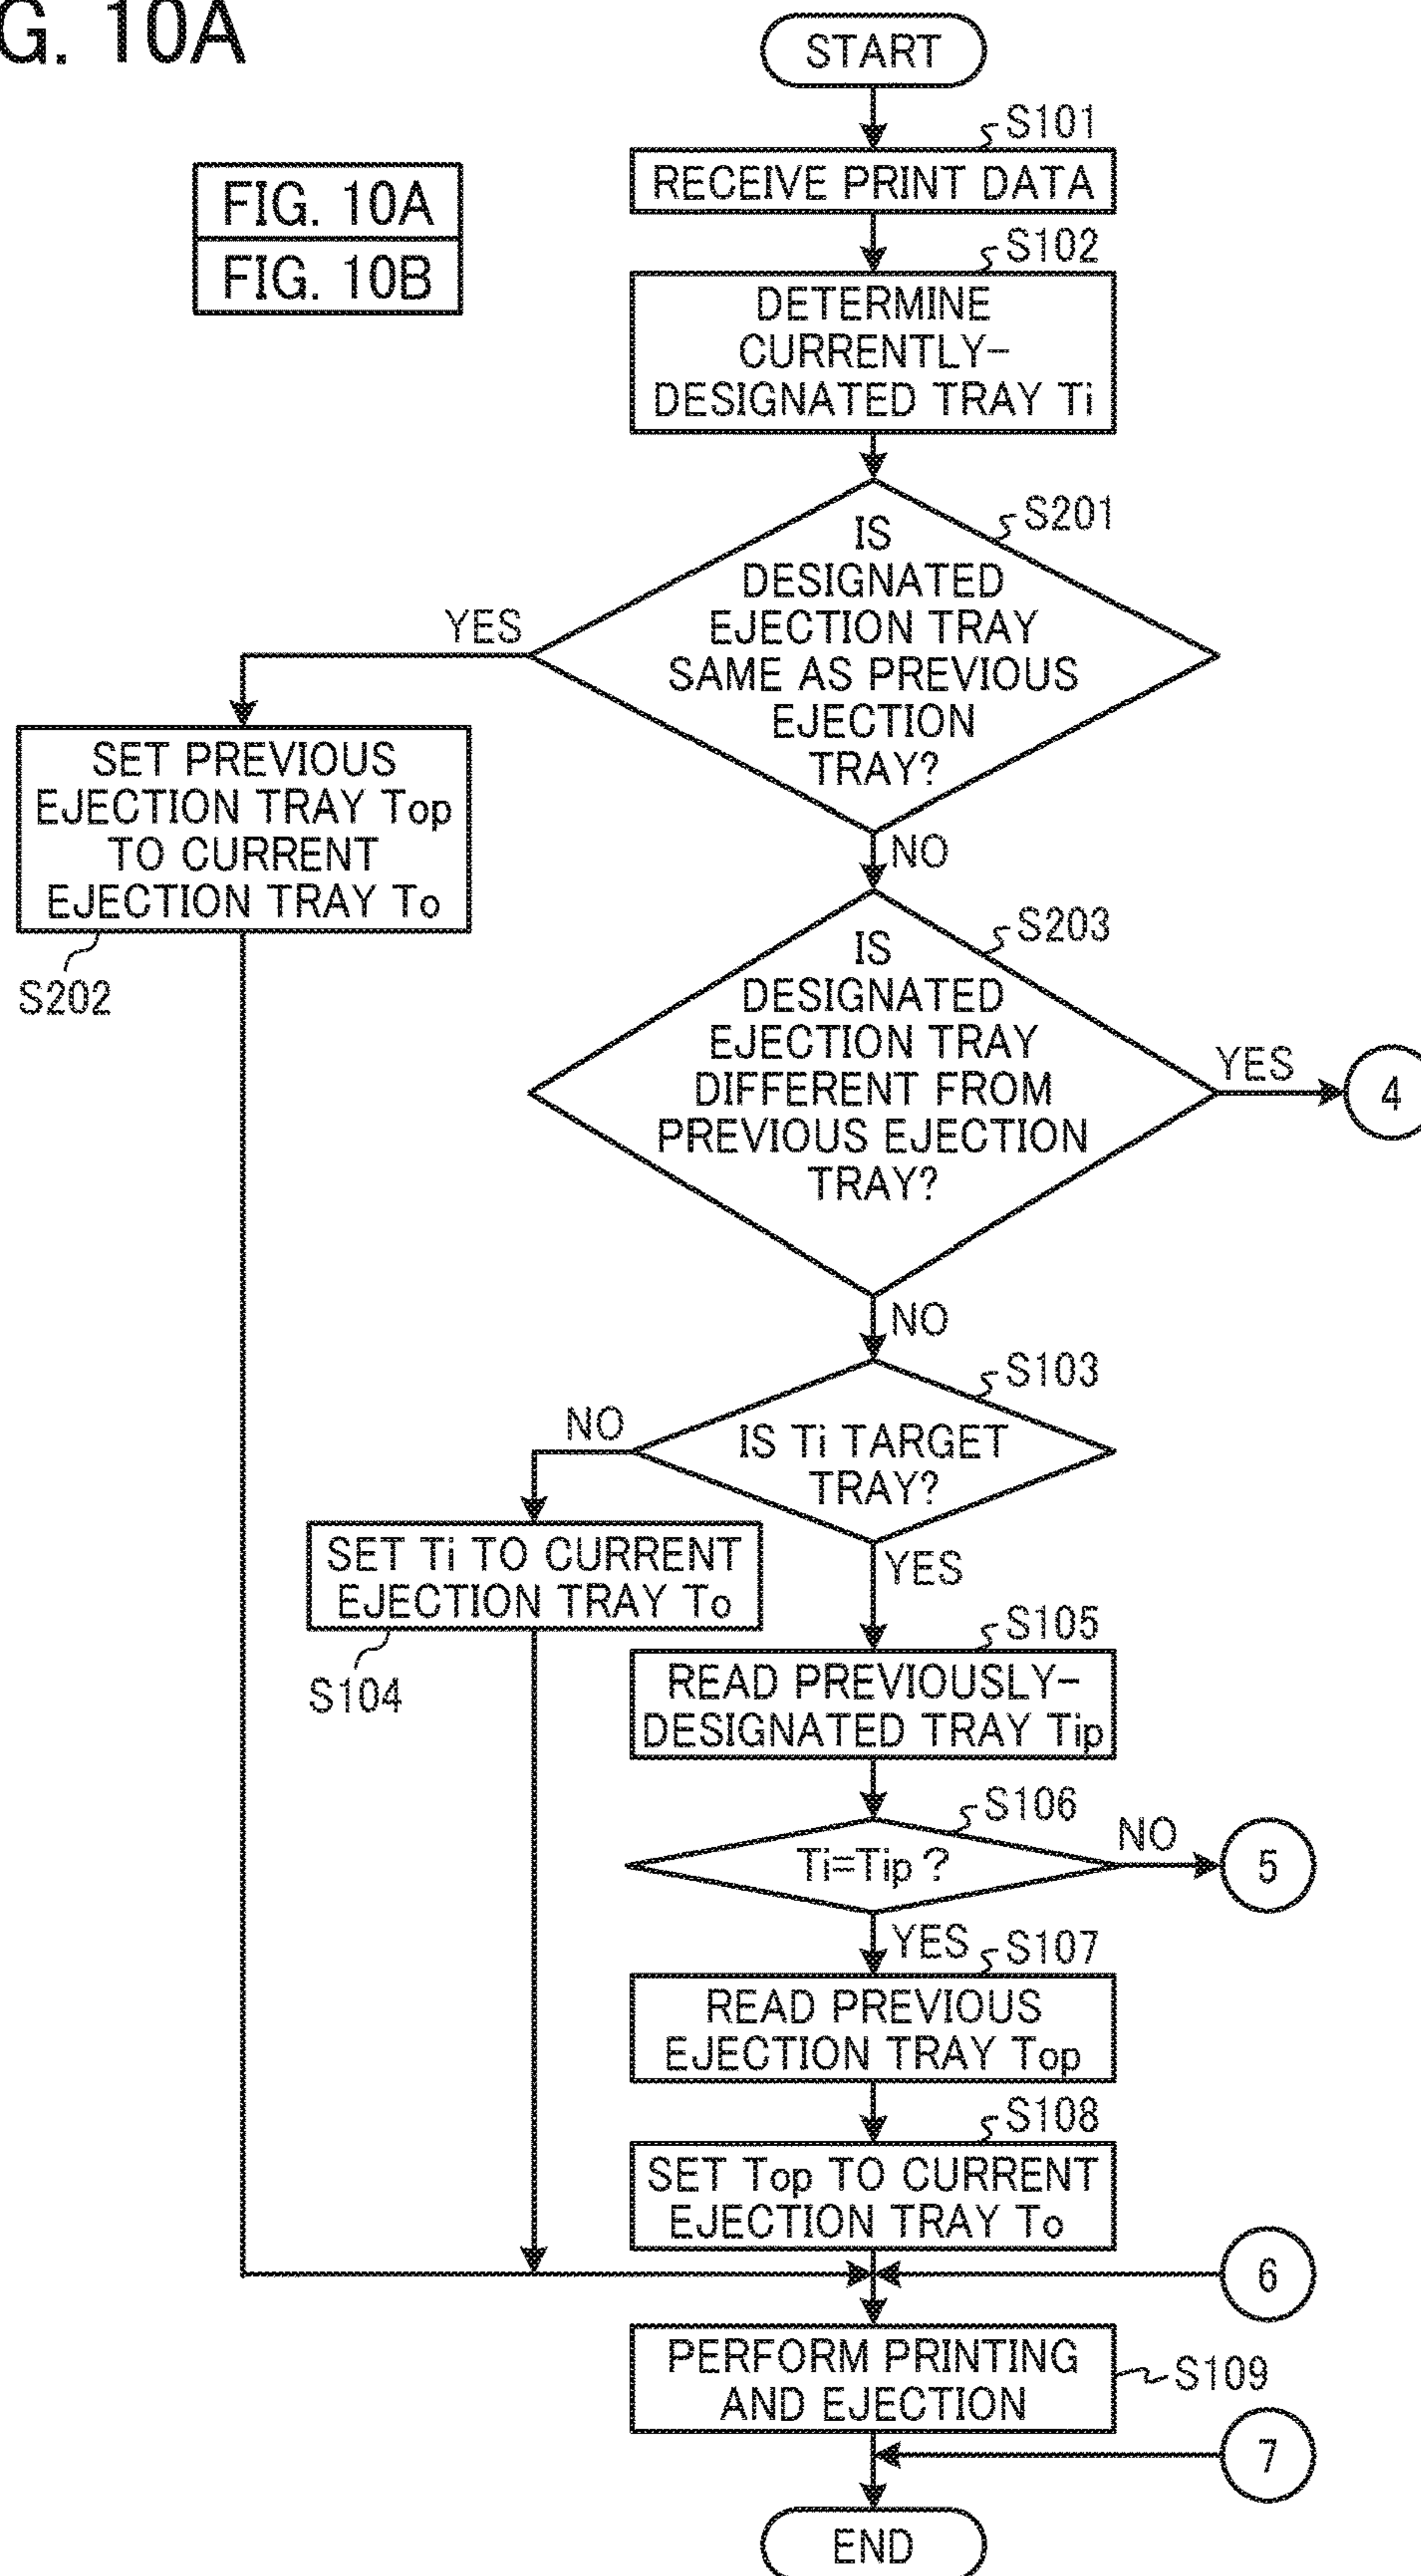 G. 10A
START
S101
RECEIVE PRINT DATA
FIG. 10A
FIG. 10B
S102
DETERMINE
CURRENTLY-
DESIGNATED TRAY Ti
S201
IS
DESIGNATED
EJECTION TRAY
SAME AS PREVIOUS
EJECTION
TRAY?
YES
NO
SET PREVIOUS
EJECTION TRAY Top
TO CURRENT
EJECTION TRAY To
S202
S203
IS
DESIGNATED
EJECTION TRAY
DIFFERENT FROM
PREVIOUS EJECTION
TRAY?
YES
4
NO
S103
IS Ti TARGET
TRAY?
NO
YES
SET Ti TO CURRENT
EJECTION TRAY To
S104
S105
READ PREVIOUSLY-
DESIGNATED TRAY Tip
S106
Ti=Tip?
NO
5
YES
S107
READ PREVIOUS
EJECTION TRAY Top
S108
SET Top TO CURRENT
EJECTION TRAY To
6
PERFORM PRINTING
AND EJECTION
S109
7
END